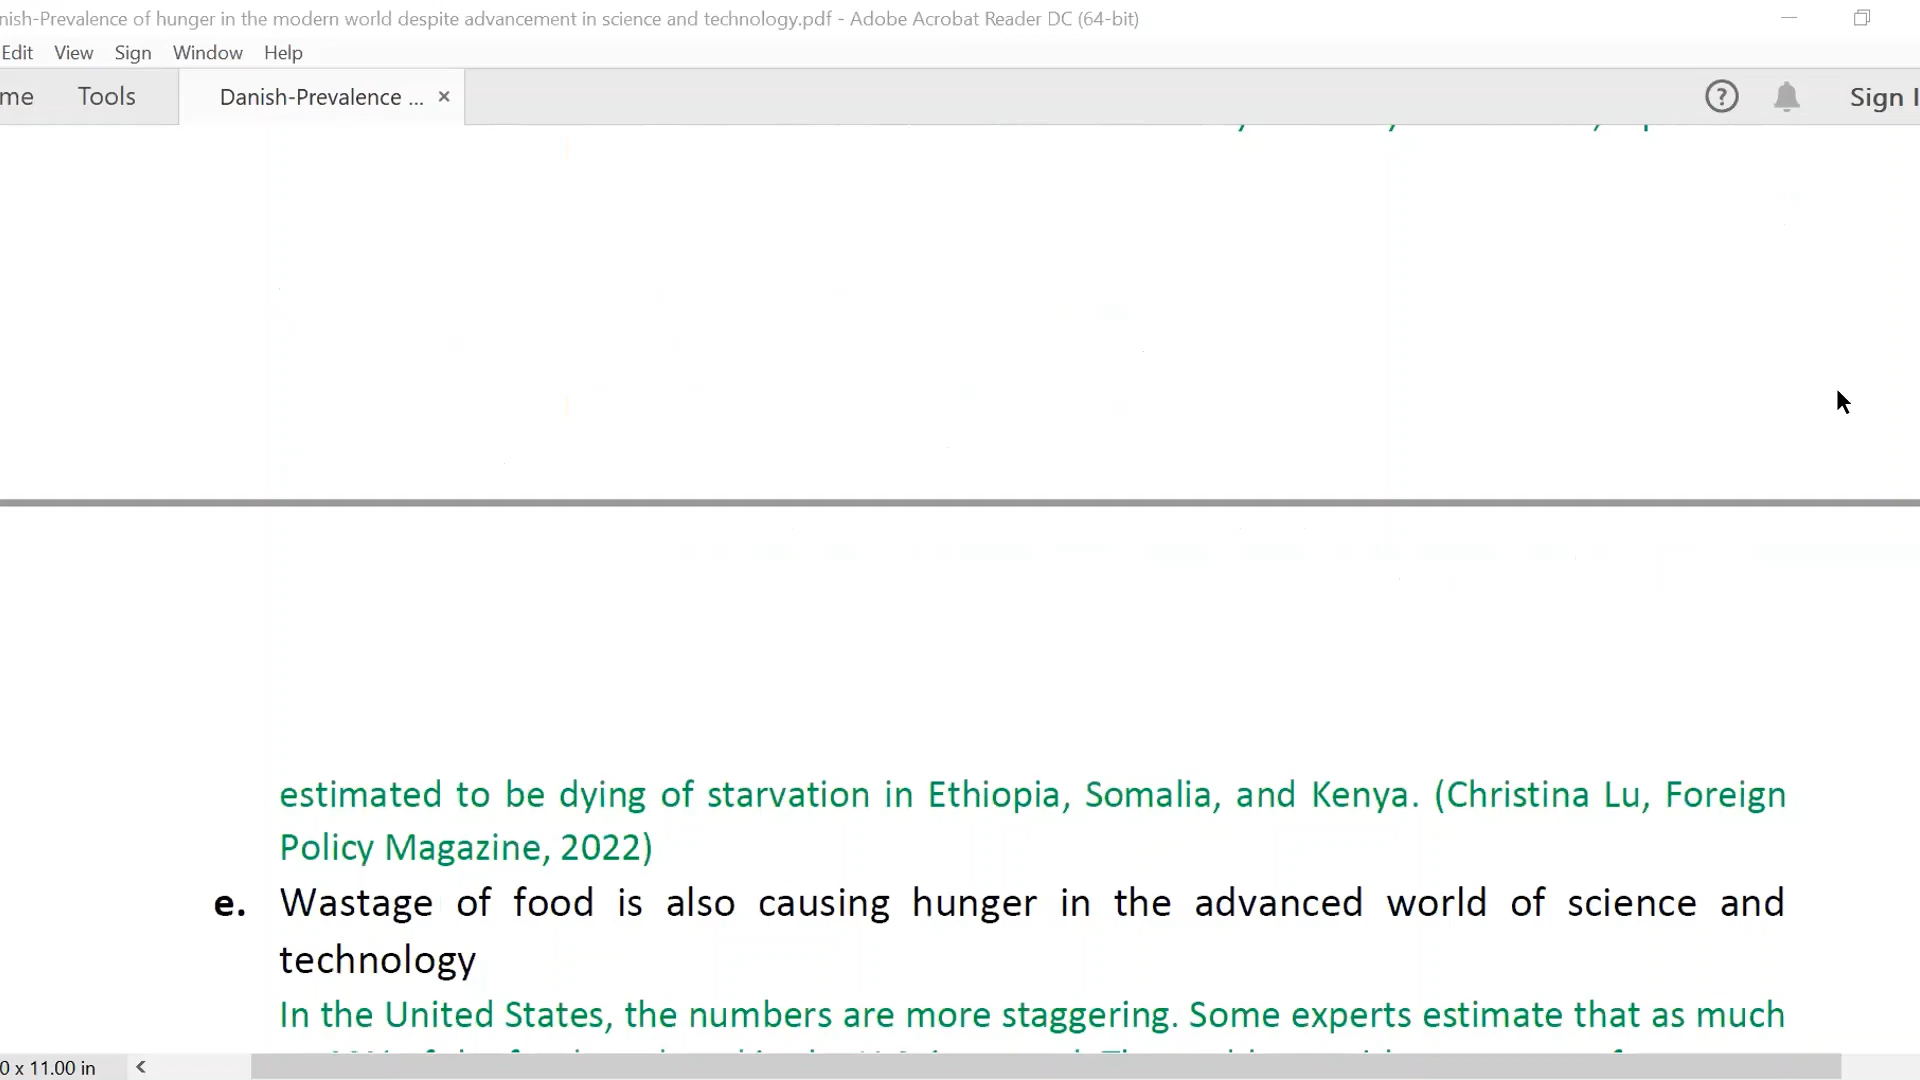 nish-Prevalence of hunger in the modern world despite advancement in science and technology.pdf - Adobe Acrobat Reader DC (64-bit)
Edit View Sign Window Help
me Tools Danish-Prevalence ... × ? Sign I
estimated to be dying of starvation in Ethiopia, Somalia, and Kenya. (Christina Lu, Foreign
Policy Magazine, 2022)
e. Wastage of food is also causing hunger in the advanced world of science and
technology
In the United States, the numbers are more staggering. Some experts estimate that as much
0 x 11.00 in <